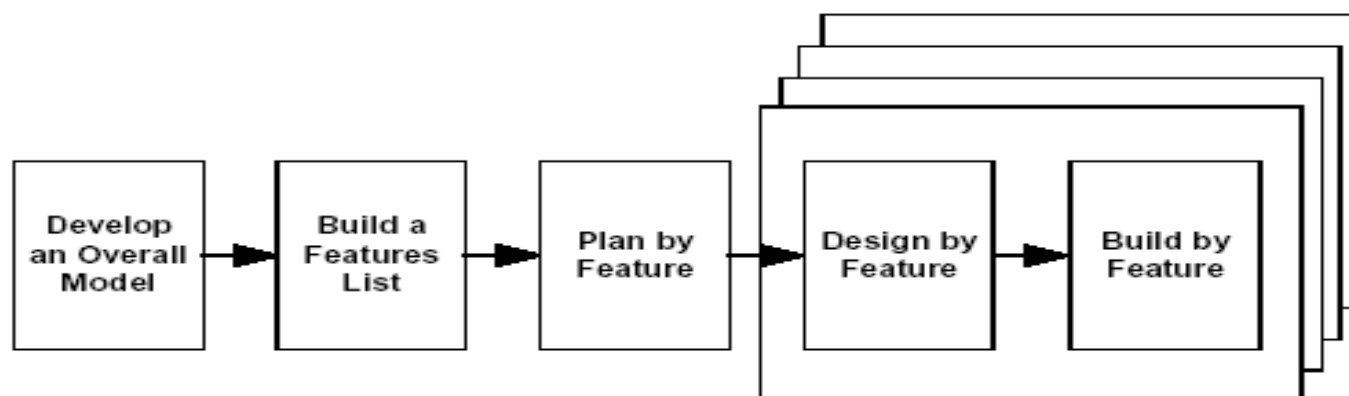 Develop
an Overall
Model
Build a
Features
List
Plan by
Feature
Design by
Feature
Build by
Feature